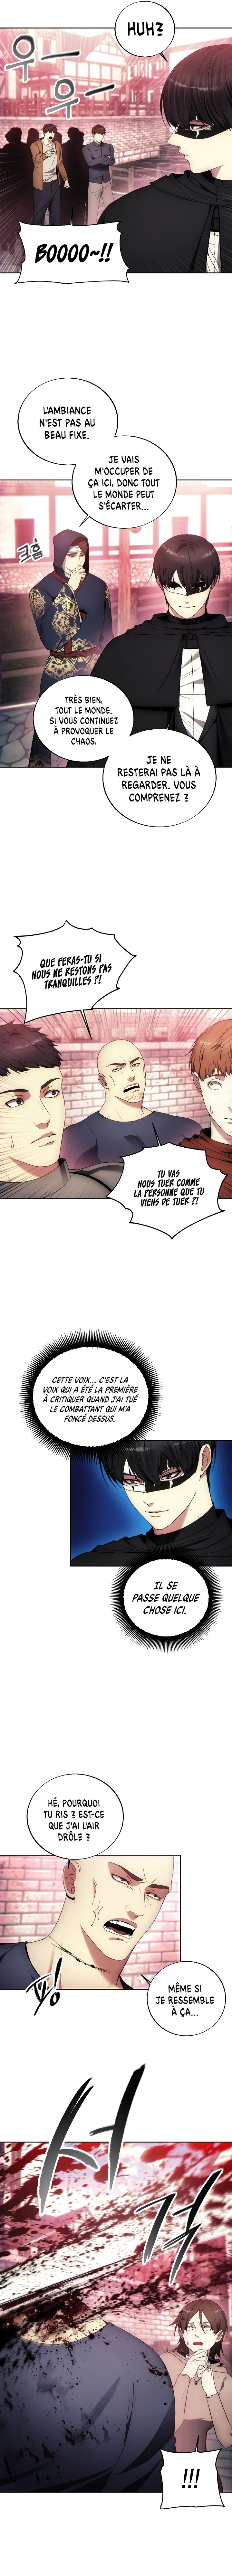 HUH?
우ー
우ー
BOOOO~!!
L'AMBIANCE
N'EST PAS AU
BEAU FIXE.
JE VAIS
M'OCCUPER DE
ÇA ICI, DONC TOUT
LE MONDE PEUT
S'ÉCARTER...
크흠
TRÈS BIEN,
TOUT LE MONDE.
SI VOUS CONTINUEZ
À PROVOQUER LE
CHAOS,
JE NE
RESTERAI PAS LÀ À
REGARDER. VOUS
COMPRENEZ ?
QUE FERAS-TU SI
NOUS NE RESTONS PAS
TRANQUILLES ?!
TU VAS
NOUS TUER COMME
LA PERSONNE QUE TU
VIENS DE TUER ?!
CETTE VOIX... C'EST LA
VOIX QUI A ÉTÉ LA PREMIÈRE
À CRITIQUER QUAND J'AI TUÉ
LE COMBATTANT QUI M'A
FONCÉ DESSUS.
IL SE
PASSE QUELQUE
CHOSE ICI.
HÉ, POURQUOI
TU RIS ? EST-CE
QUE J'AI L'AIR
DRÔLE ?
MÊME SI
JE RESSEMBLE
À ÇA...
!!!